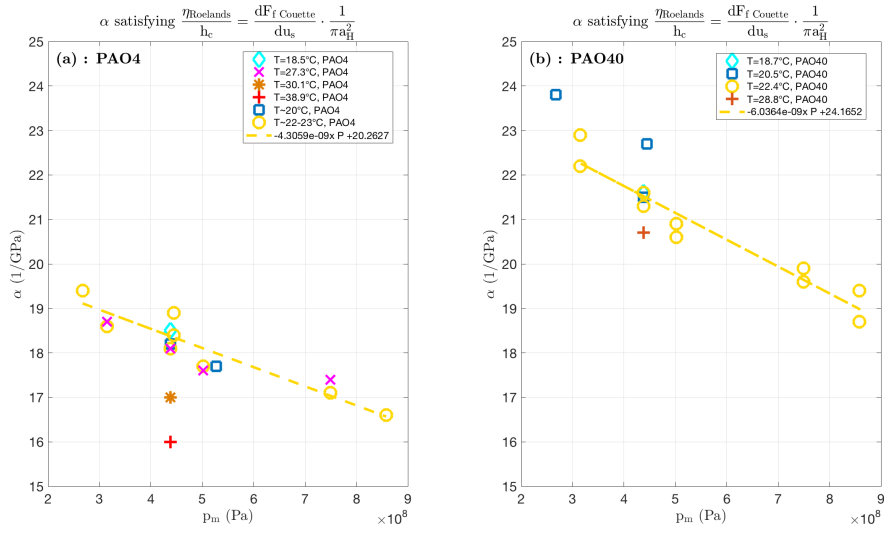 α satisfying η_Roelands / h_c = dF_f Couette / du_s · 1 / πa_H^2
(a) : PAO4
T=18.5°C, PAO4
T=27.3°C, PAO4
T=30.1°C, PAO4
T=38.9°C, PAO4
T~20°C, PAO4
T~22-23°C, PAO4
-4.3059e-09x P +20.2627
25
24
23
22
21
20
19
18
17
16
15
α (1/GPa)
2 3 4 5 6 7 8 9
×10^8
p_m (Pa)
α satisfying η_Roelands / h_c = dF_f Couette / du_s · 1 / πa_H^2
(b) : PAO40
T=18.7°C, PAO40
T=20.5°C, PAO40
T=22.4°C, PAO40
T=28.8°C, PAO40
-6.0364e-09x P +24.1652
25
24
23
22
21
20
19
18
17
16
15
α (1/GPa)
2 3 4 5 6 7 8 9
×10^8
p_m (Pa)